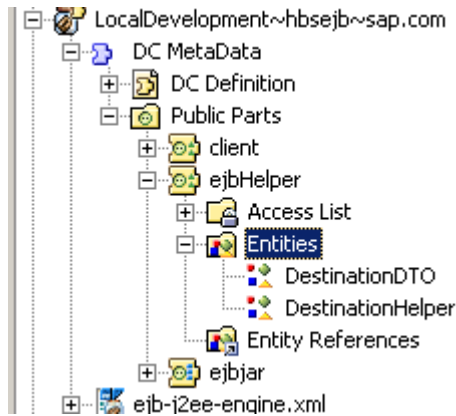 LocalDevelopment~hbsejb~sap.com
DC MetaData
DC Definition
Public Parts
client
ejbHelper
Access List
Entities
DestinationDTO
DestinationHelper
Entity References
ejbjar
ejb-j2ee-engine.xml